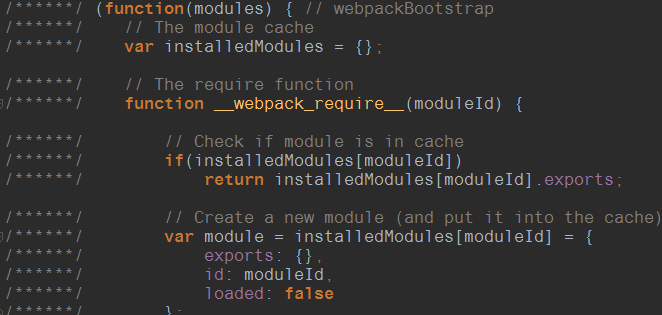 /******/ (function(modules) { // webpackBootstrap
/******/ // The module cache
/******/ var installedModules = {};
/******/ // The require function
/******/ function __webpack_require__(moduleId) {
/******/ // Check if module is in cache
/******/ if(installedModules[moduleId])
/******/ return installedModules[moduleId].exports;
/******/ // Create a new module (and put it into the cache)
/******/ var module = installedModules[moduleId] = {
/******/ exports: {},
/******/ id: moduleId,
/******/ loaded: false
/******/ };